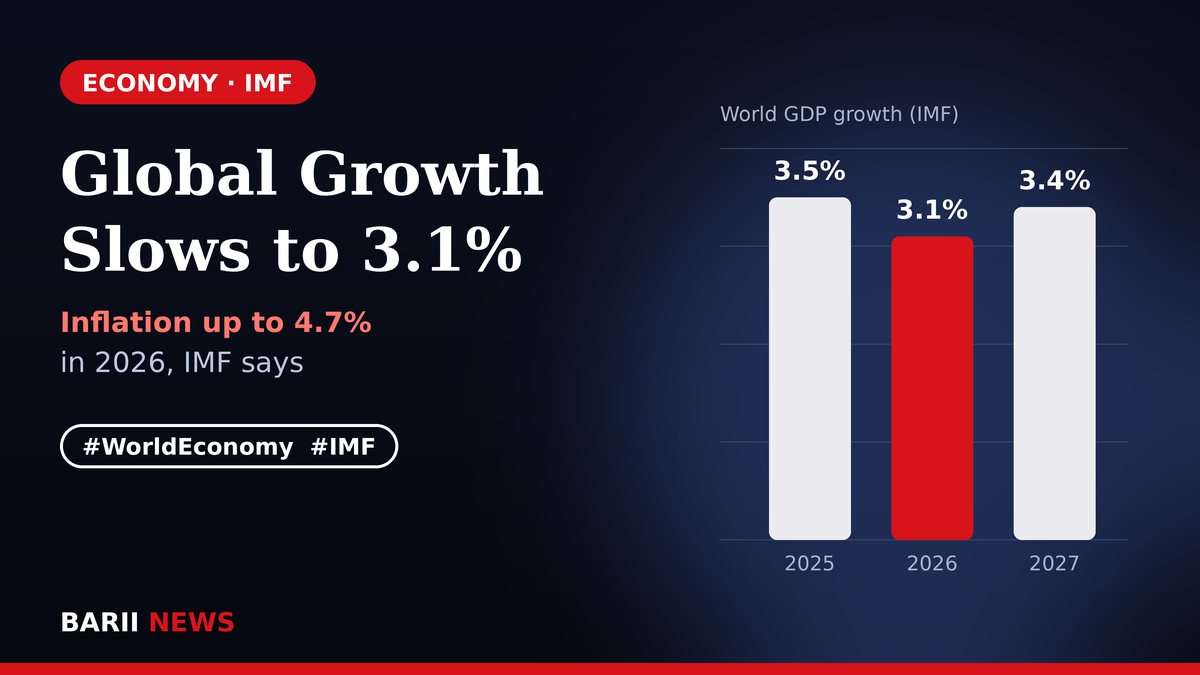 ECONOMY · IMF
Global Growth
Slows to 3.1%
Inflation up to 4.7%
in 2026, IMF says
#WorldEconomy #IMF
BARII NEWS
World GDP growth (IMF)
3.5%
3.1%
3.4%
2025
2026
2027